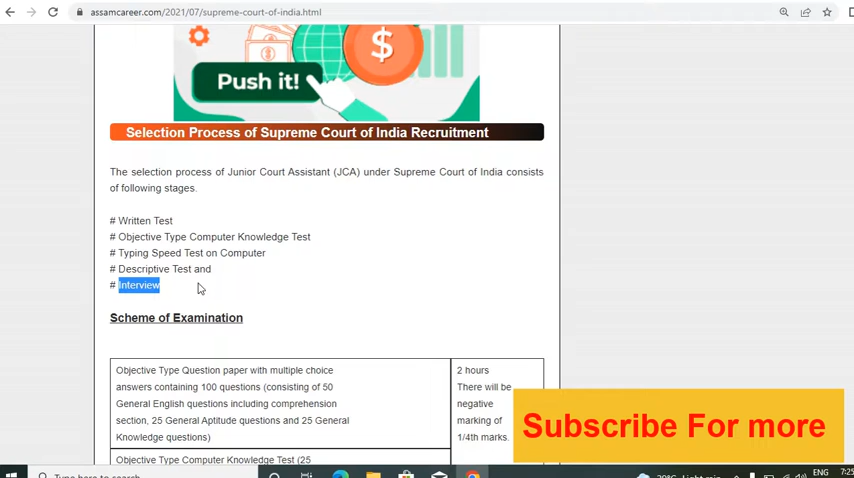 assamcareer.com/2021/07/supreme-court-of-india.html
$
Push it!
Selection Process of Supreme Court of India Recruitment
The selection process of Junior Court Assistant (JCA) under Supreme Court of India consists
of following stages.
# Written Test
# Objective Type Computer Knowledge Test
# Typing Speed Test on Computer
# Descriptive Test and
# Interview
Scheme of Examination
Objective Type Question paper with multiple choice
answers containing 100 questions (consisting of 50
General English questions including comprehension
section, 25 General Aptitude questions and 25 General
Knowledge questions)
2 hours
There will be
negative
marking of
1/4th marks.
Objective Type Computer Knowledge Test (25
Subscribe For more
Type here to search
ENG